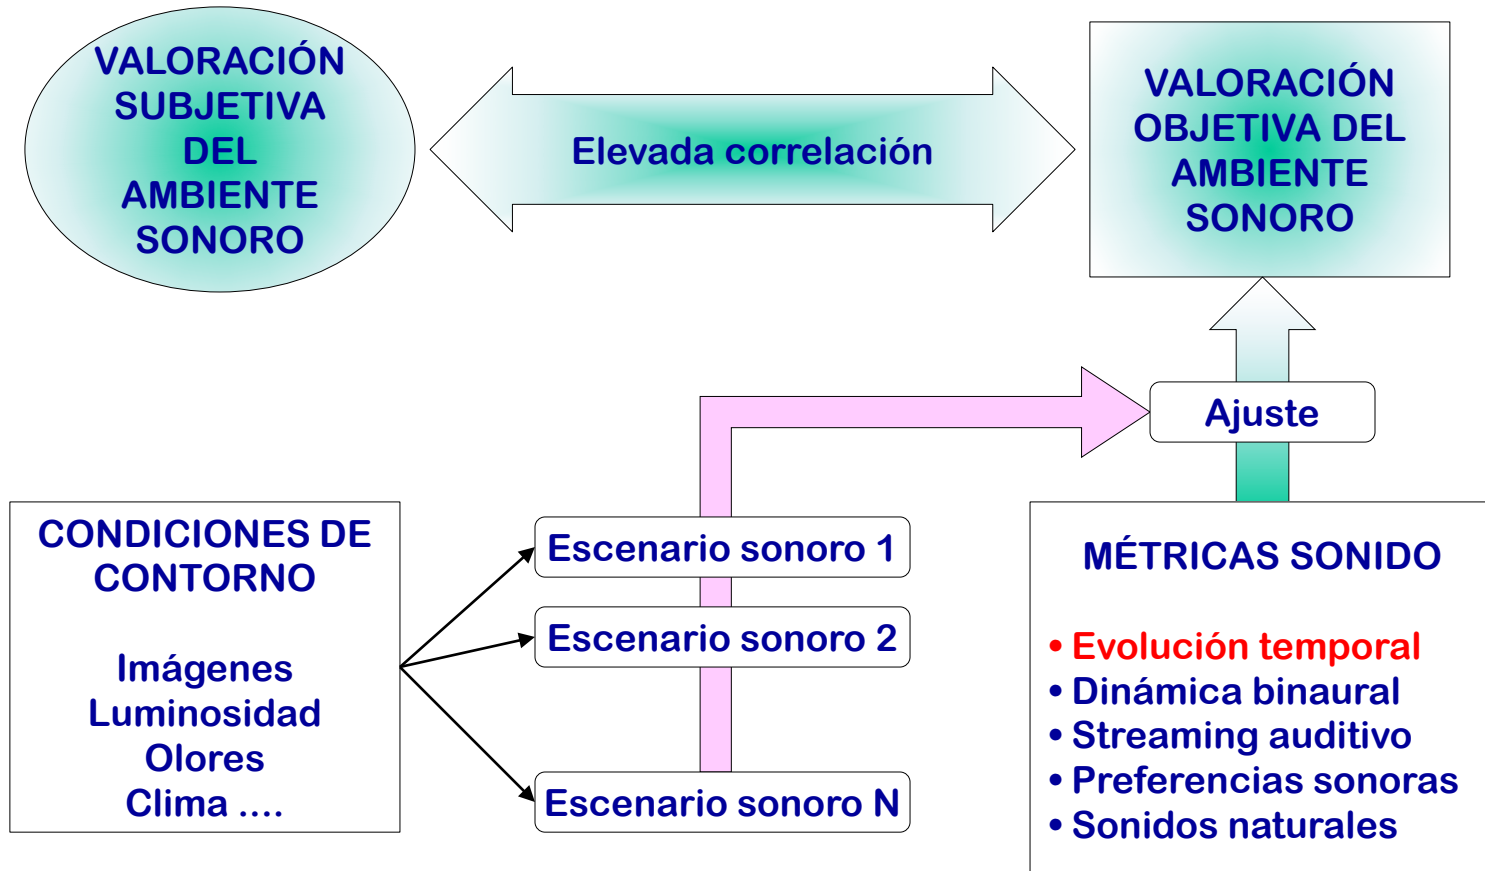 VALORACIÓN
SUBJETIVA
DEL
AMBIENTE
SONORO
Elevada correlación
VALORACIÓN
OBJETIVA DEL
AMBIENTE
SONORO
Ajuste
CONDICIONES DE
CONTORNO
Imágenes
Luminosidad
Olores
Clima ....
Escenario sonoro 1
Escenario sonoro 2
Escenario sonoro N
MÉTRICAS SONIDO
• Evolución temporal
• Dinámica binaural
• Streaming auditivo
• Preferencias sonoras
• Sonidos naturales